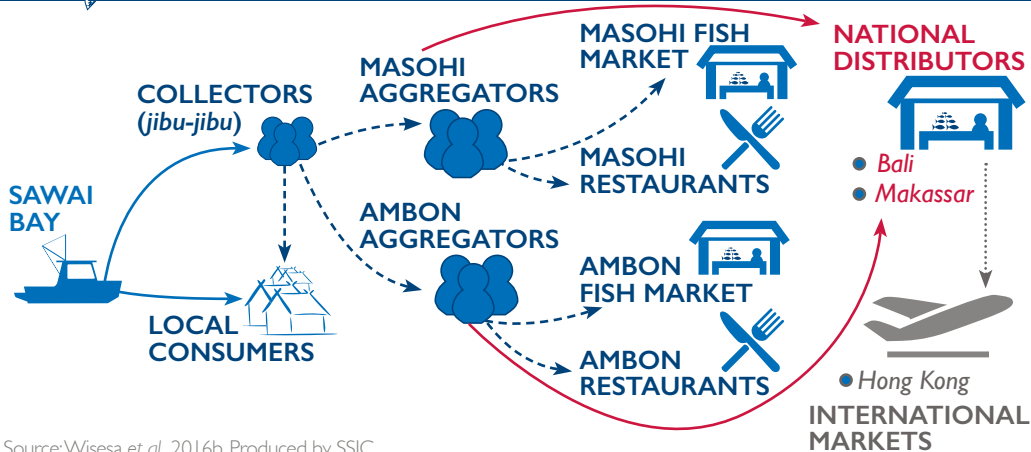 SAWAI
BAY
COLLECTORS
(jibu-jibu)
LOCAL
CONSUMERS
MASOHI
AGGREGATORS
AMBON
AGGREGATORS
MASOHI FISH
MARKET
MASOHI
RESTAURANTS
AMBON
FISH MARKET
AMBON
RESTAURANTS
NATIONAL
DISTRIBUTORS
Bali
Makassar
Hong Kong
INTERNATIONAL
MARKETS
Source: Wisesa et al. 2016b. Produced by SSIC